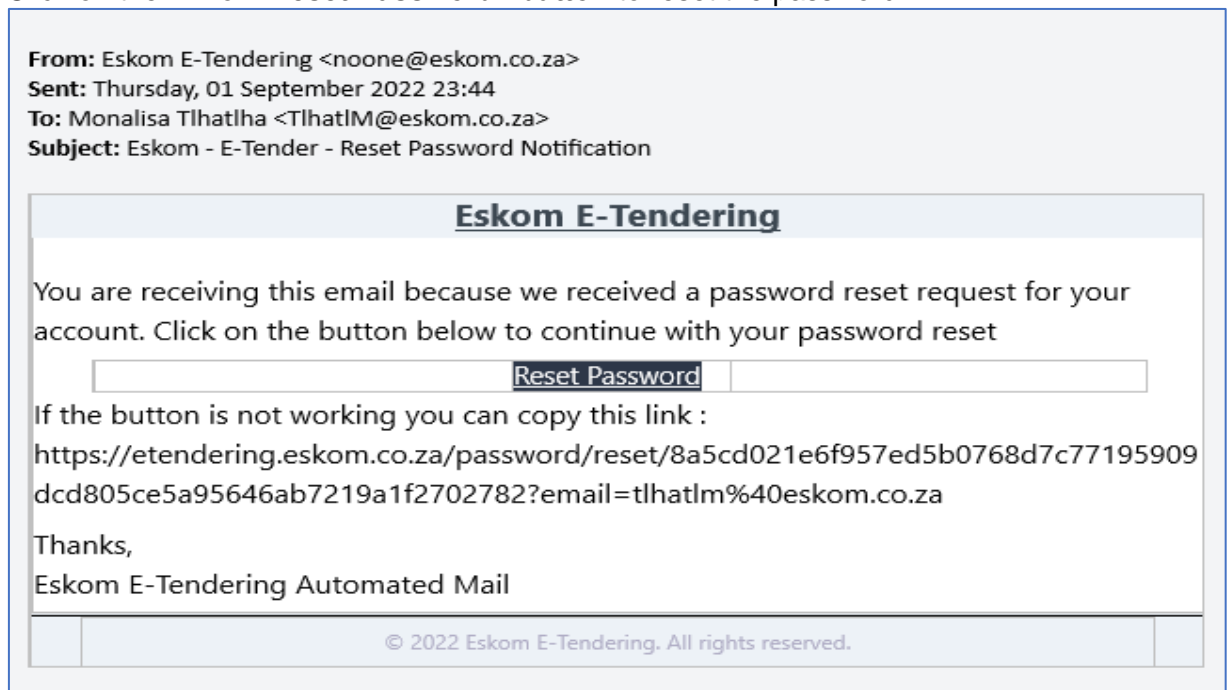 From: Eskom E-Tendering <noone@eskom.co.za>
Sent: Thursday, 01 September 2022 23:44
To: Monalisa Tlhatlha <TlhatlM@eskom.co.za>
Subject: Eskom - E-Tender - Reset Password Notification
Eskom E-Tendering
You are receiving this email because we received a password reset request for your
account. Click on the button below to continue with your password reset
Reset Password
If the button is not working you can copy this link :
https://etendering.eskom.co.za/password/reset/8a5cd021e6f957ed5b0768d7c77195909
dcd805ce5a95646ab7219a1f2702782?email=tlhatlm%40eskom.co.za
Thanks,
Eskom E-Tendering Automated Mail
© 2022 Eskom E-Tendering. All rights reserved.